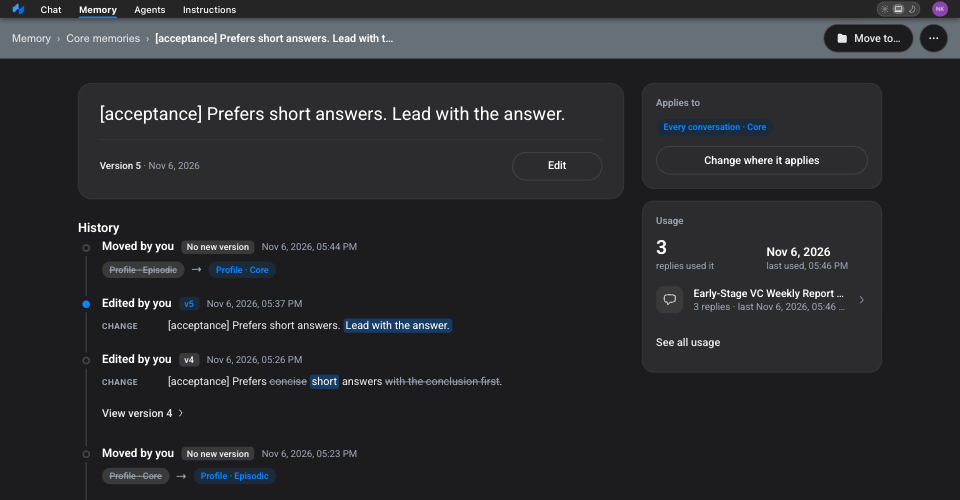 Chat Memory Agents Instructions NK
Memory › Core memories › [acceptance] Prefers short answers. Lead with t… Move to…
[acceptance] Prefers short answers. Lead with the answer.
Version 5 · Nov 6, 2026 Edit
Applies to
Every conversation · Core
Change where it applies
Usage
3 Nov 6, 2026
replies used it last used, 05:46 PM
Early-Stage VC Weekly Report …
3 replies · last Nov 6, 2026, 05:46 …
See all usage
History
Moved by you No new version Nov 6, 2026, 05:44 PM
Profile · Episodic → Profile · Core
Edited by you v5 Nov 6, 2026, 05:37 PM
CHANGE [acceptance] Prefers short answers. Lead with the answer.
Edited by you v4 Nov 6, 2026, 05:26 PM
CHANGE [acceptance] Prefers concise short answers with the conclusion first.
View version 4
Moved by you No new version Nov 6, 2026, 05:23 PM
Profile · Core → Profile · Episodic